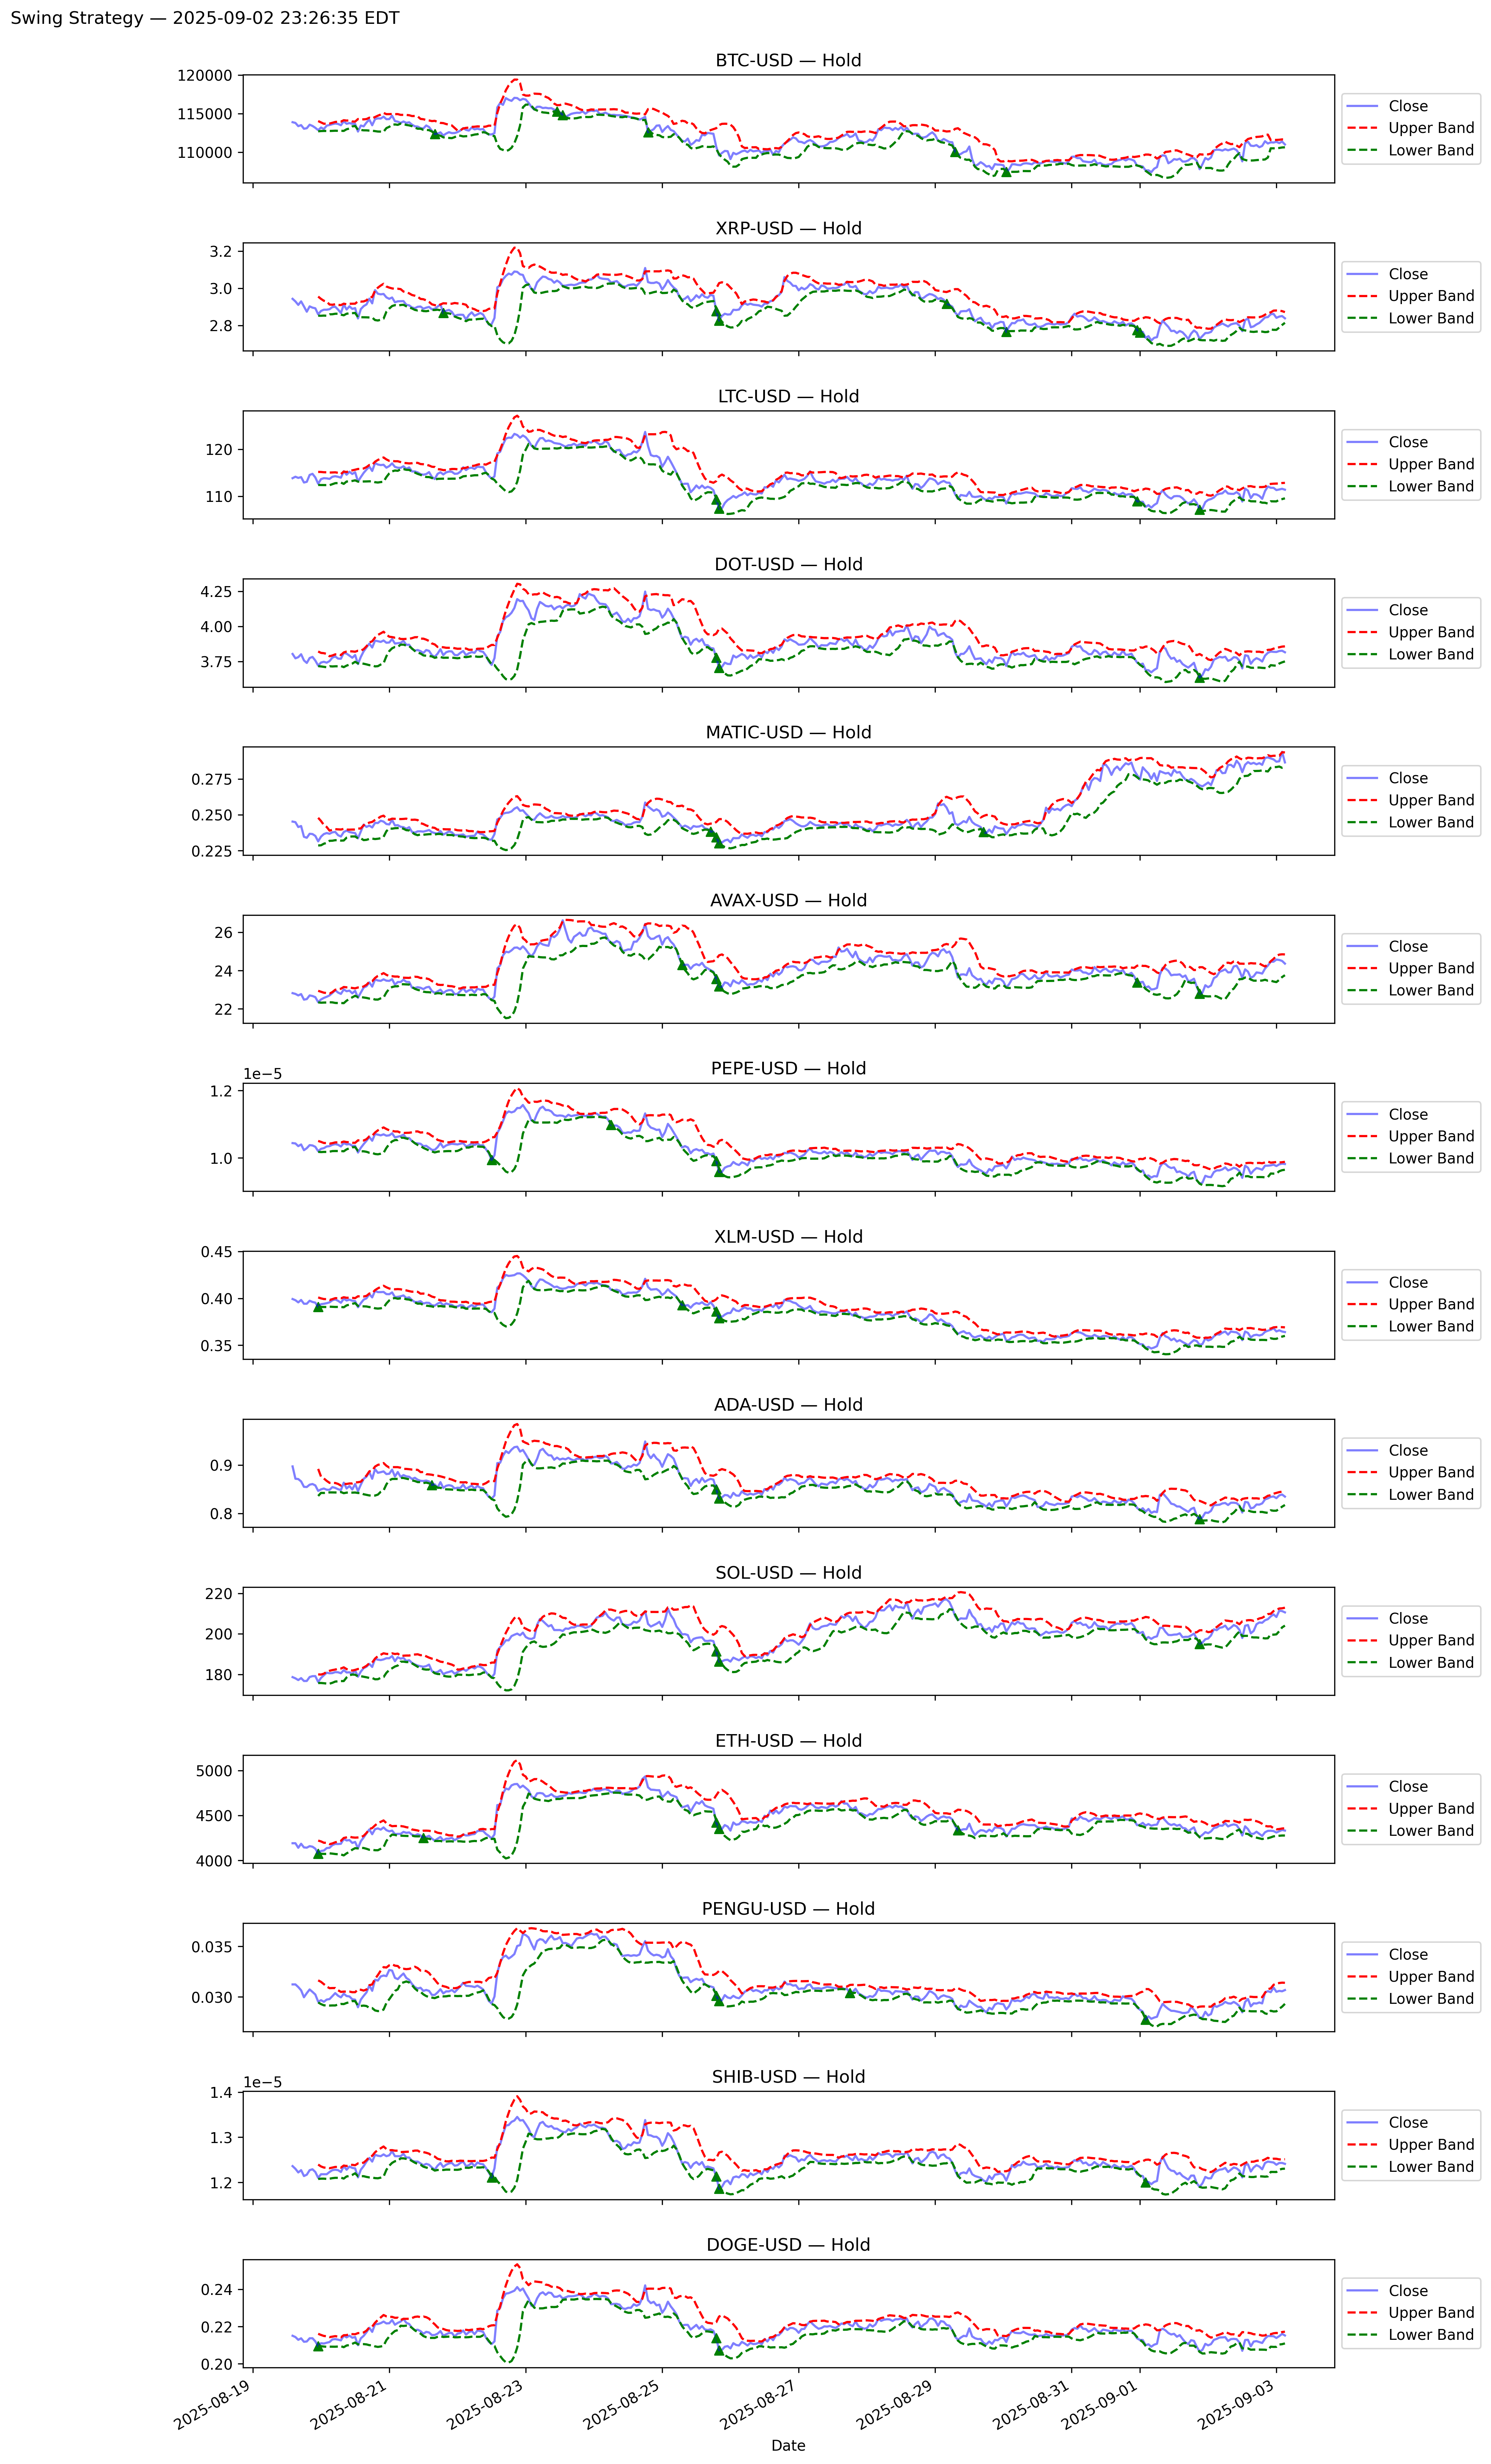 Swing Strategy — 2025-09-02 23:26:35 EDT
BTC-USD — Hold
120000
115000
110000
Close
Upper Band
Lower Band
XRP-USD — Hold
3.2
3.0
2.8
Close
Upper Band
Lower Band
LTC-USD — Hold
120
110
Close
Upper Band
Lower Band
DOT-USD — Hold
4.25
4.00
3.75
Close
Upper Band
Lower Band
MATIC-USD — Hold
0.275
0.250
0.225
Close
Upper Band
Lower Band
AVAX-USD — Hold
26
24
22
Close
Upper Band
Lower Band
PEPE-USD — Hold
1e−5
1.2
1.0
Close
Upper Band
Lower Band
XLM-USD — Hold
0.45
0.40
0.35
Close
Upper Band
Lower Band
ADA-USD — Hold
0.9
0.8
Close
Upper Band
Lower Band
SOL-USD — Hold
220
200
180
Close
Upper Band
Lower Band
ETH-USD — Hold
5000
4500
4000
Close
Upper Band
Lower Band
PENGU-USD — Hold
0.035
0.030
Close
Upper Band
Lower Band
SHIB-USD — Hold
1e−5
1.4
1.3
1.2
Close
Upper Band
Lower Band
DOGE-USD — Hold
0.24
0.22
0.20
Close
Upper Band
Lower Band
2025-08-19
2025-08-21
2025-08-23
2025-08-25
2025-08-27
2025-08-29
2025-08-31
2025-09-01
2025-09-03
Date